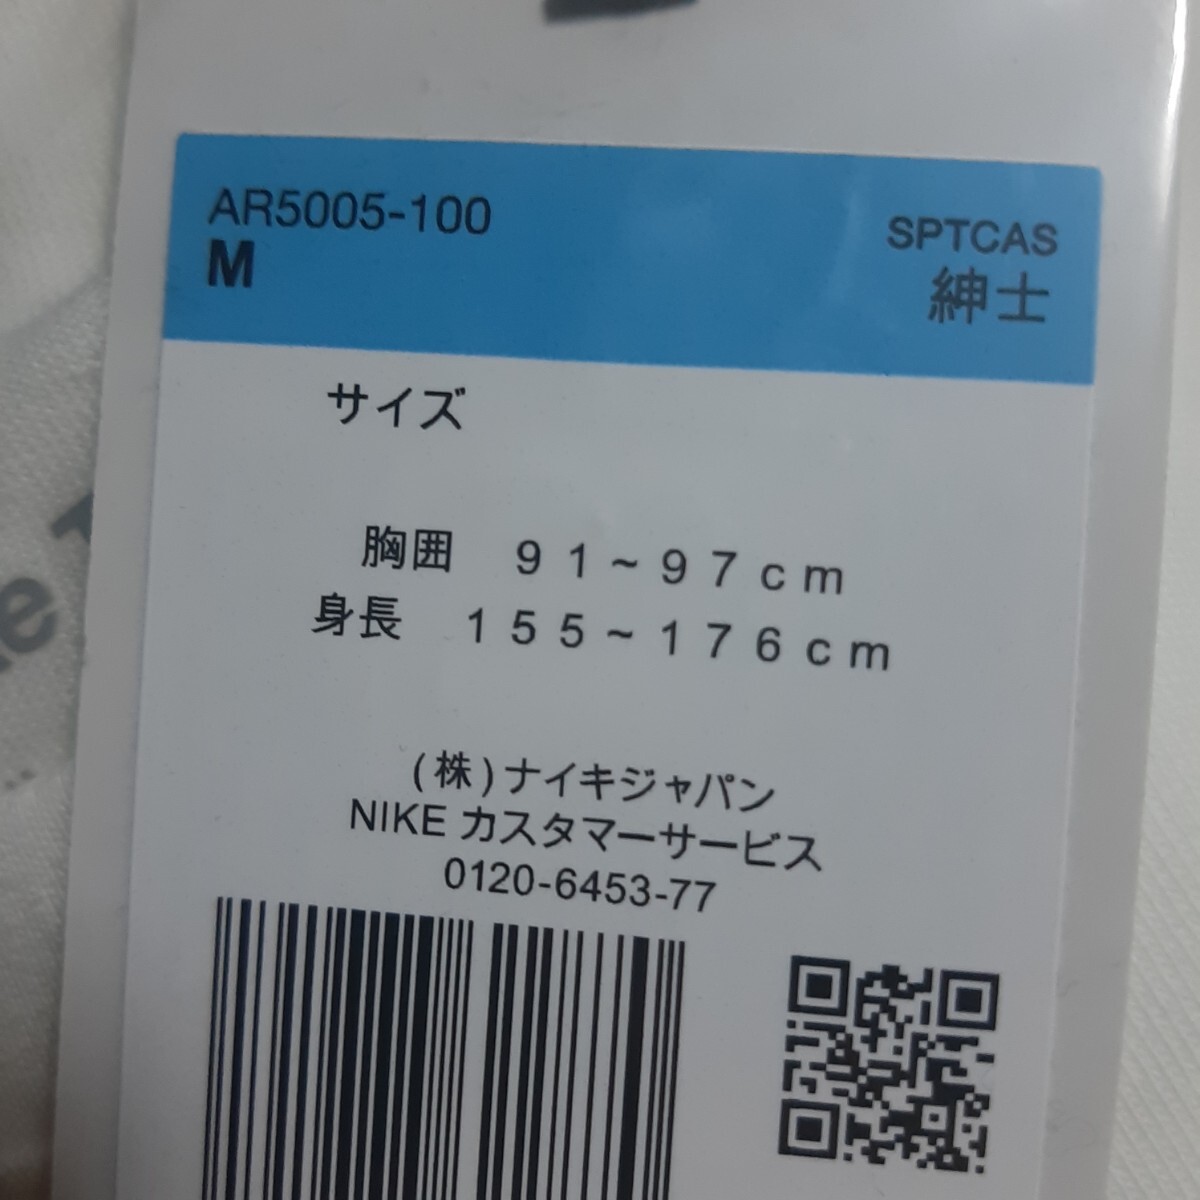 AR5005-100
M
SPTCAS
紳士
サイズ
胸囲 91~97cm
身長 155~176cm
(株)ナイキジャパン
NIKE カスタマーサービス
0120-6453-77